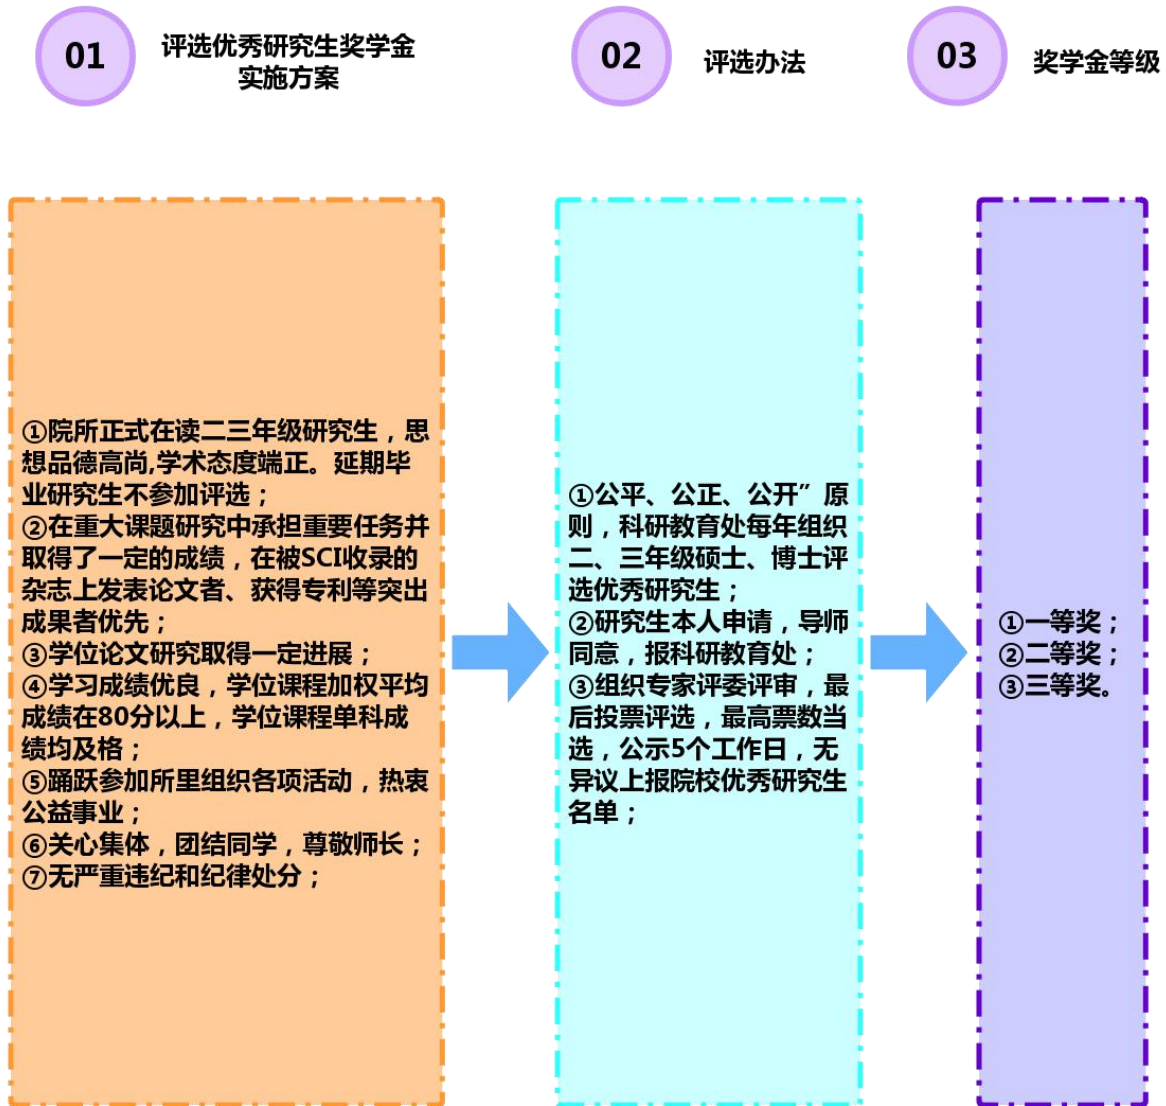 01
评选优秀研究生奖学金
实施方案
02
评选办法
03
奖学金等级
①院所正式在读二三年级研究生，思
想品德高尚,学术态度端正。延期毕
业研究生不参加评选；
②在重大课题研究中承担重要任务并
取得了一定的成绩，在被SCI收录的
杂志上发表论文者、获得专利等突出
成果者优先；
③学位论文研究取得一定进展；
④学习成绩优良，学位课程加权平均
成绩在80分以上，学位课程单科成
绩均及格；
⑤踊跃参加所里组织各项活动，热衷
公益事业；
⑥关心集体，团结同学，尊敬师长；
⑦无严重违纪和纪律处分；
①公平、公正、公开”原
则，科研教育处每年组织
二、三年级硕士、博士评
选优秀研究生；
②研究生本人申请，导师
同意，报科研教育处；
③组织专家评委评审，最
后投票评选，最高票数当
选，公示5个工作日，无
异议上报院校优秀研究生
名单；
①一等奖；
②二等奖；
③三等奖。